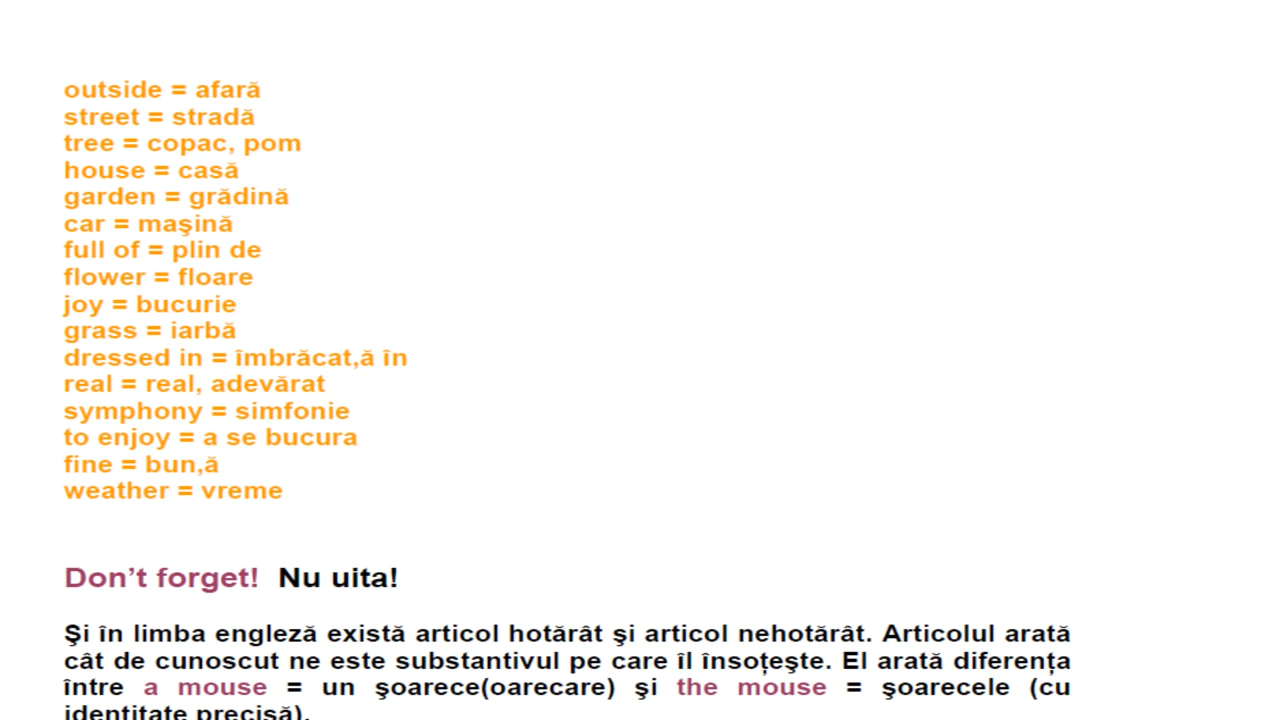 outside = afară
street = stradă
tree = copac, pom
house = casă
garden = grădină
car = maşină
full of = plin de
flower = floare
joy = bucurie
grass = iarbă
dressed in = îmbrăcat,ă în
real = real, adevărat
symphony = simfonie
to enjoy = a se bucura
fine = bun,ă
weather = vreme
Don’t forget! Nu uita!
Şi în limba engleză există articol hotărât şi articol nehotărât. Articolul arată
cât de cunoscut ne este substantivul pe care îl însoţeşte. El arată diferenţa
între a mouse = un şoarece(oarecare) şi the mouse = şoarecele (cu
identitate precisă).